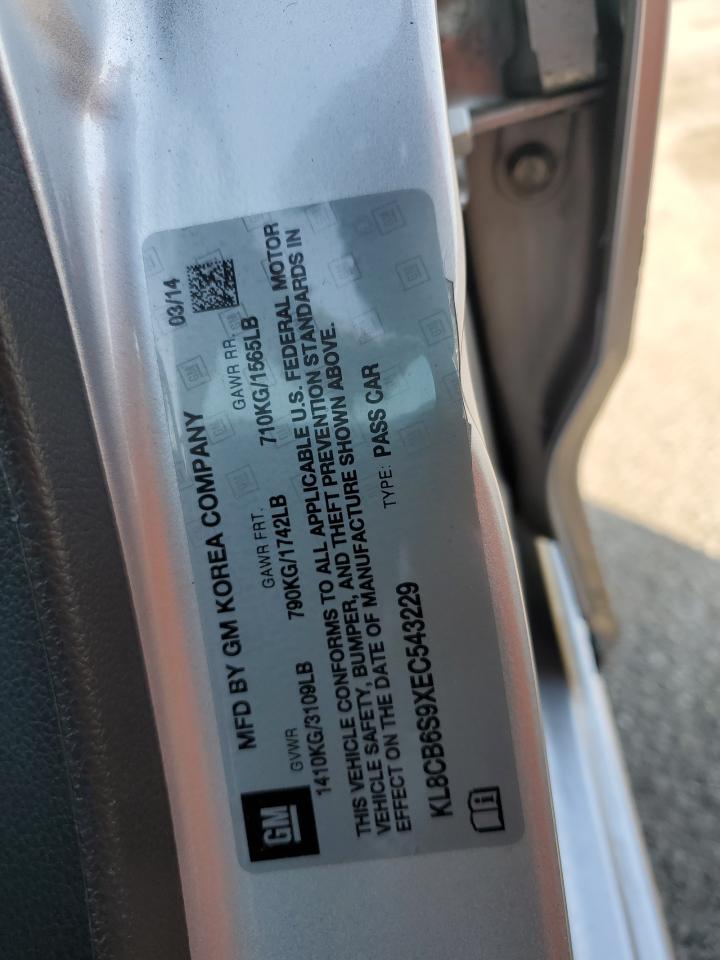 GM
MFD BY GM KOREA COMPANY
03/14
GVWR
GAWR FRT.
GAWR RR.
1410KG/3109LB
790KG/1742LB
710KG/1565LB
THIS VEHICLE CONFORMS TO ALL APPLICABLE U.S. FEDERAL MOTOR
VEHICLE SAFETY, BUMPER, AND THEFT PREVENTION STANDARDS IN
EFFECT ON THE DATE OF MANUFACTURE SHOWN ABOVE.
TYPE: PASS CAR
KL8CB6S9XEC543229